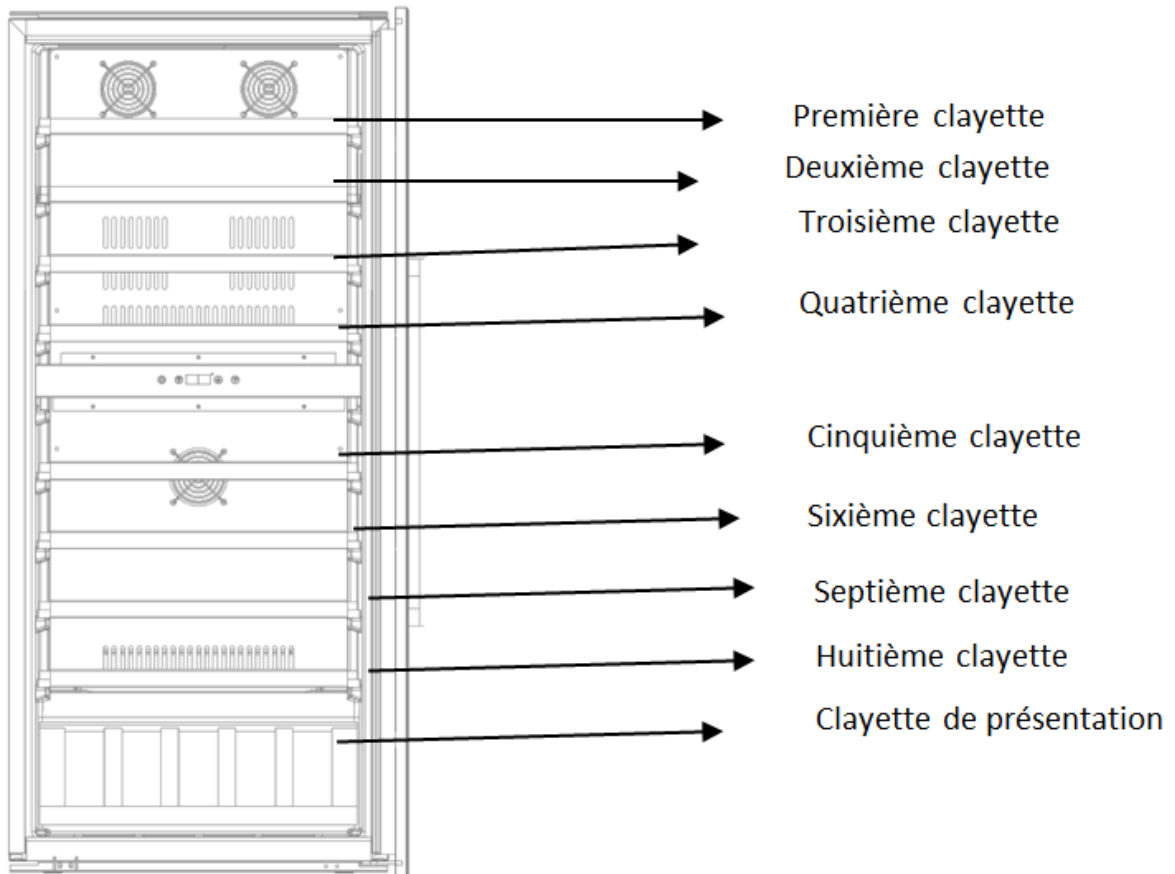 Première clayette
Deuxième clayette
Troisième clayette
Quatrième clayette
Cinquième clayette
Sixième clayette
Septième clayette
Huitième clayette
Clayette de présentation